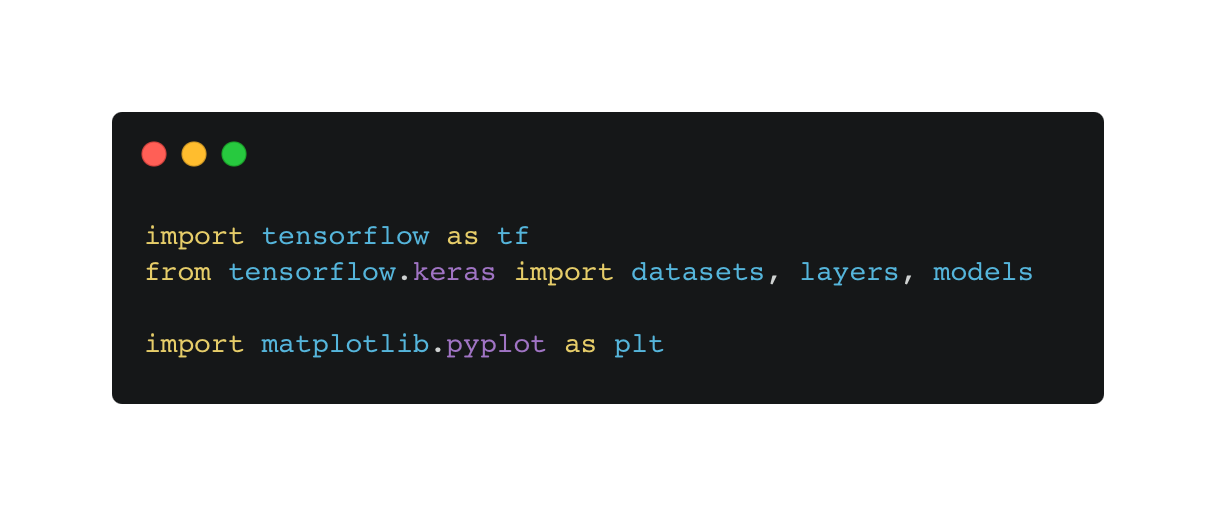 import tensorflow as tf
from tensorflow.keras import datasets, layers, models
import matplotlib.pyplot as plt